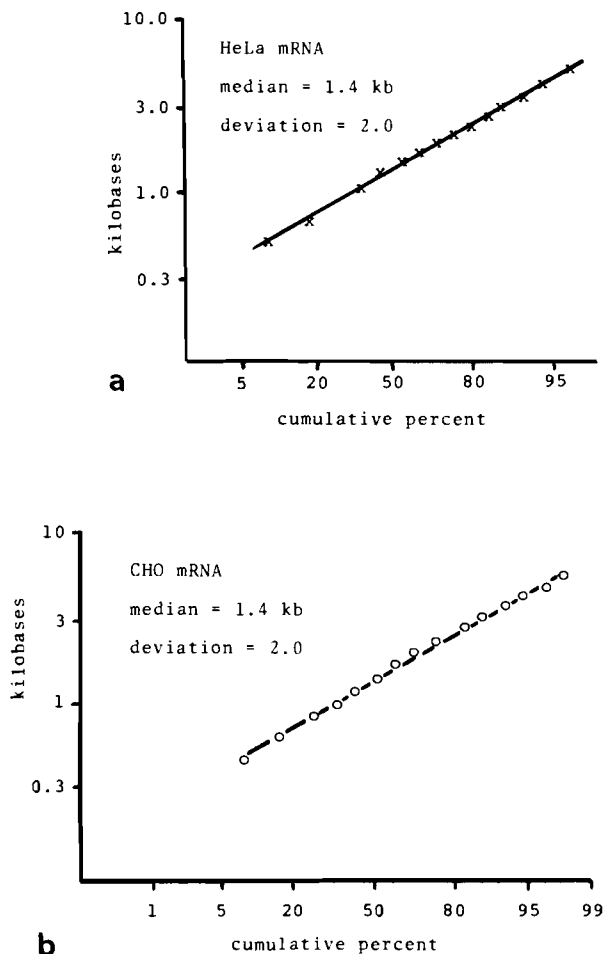 10.0
HeLa mRNA
median = 1.4 kb
3.0
deviation = 2.0
kilobases
1.0
0.3
5 20 50 80 95
a
cumulative percent
10
CHO mRNA
median = 1.4 kb
3
deviation = 2.0
kilobases
1
0.3
1 5 20 50 80 95 99
b
cumulative percent